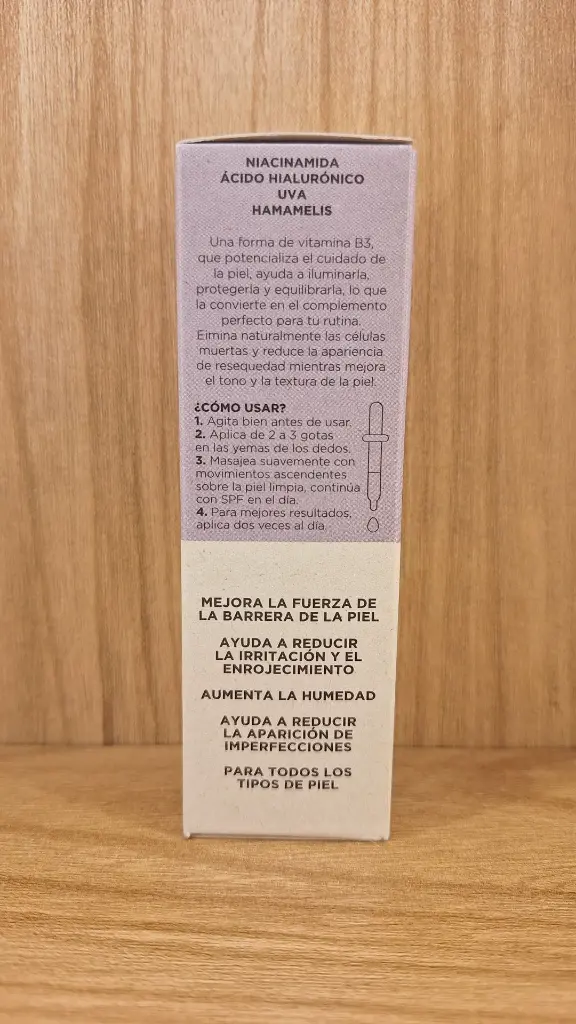 NIACINAMIDA
ÁCIDO HIALURÓNICO
UVA
HAMAMELIS
Una forma de vitamina B3,
que potencializa el cuidado de
la piel, ayuda a iluminarla,
protegerla y equilibrarla, lo que
la convierte en el complemento
perfecto para tu rutina.
Eimina naturalmente las células
muertas y reduce la apariencia
de resequedad mientras mejora
el tono y la textura de la piel.
¿CÓMO USAR?
1. Agita bien antes de usar.
2. Aplica de 2 a 3 gotas
en las yemas de los dedos.
3. Masajea suavemente con
movimientos ascendentes
sobre la piel limpia, continúa
con SPF en el día.
4. Para mejores resultados,
aplica dos veces al día.
MEJORA LA FUERZA DE
LA BARRERA DE LA PIEL
AYUDA A REDUCIR
LA IRRITACIÓN Y EL
ENROJECIMIENTO
AUMENTA LA HUMEDAD
AYUDA A REDUCIR
LA APARICIÓN DE
IMPERFECCIONES
PARA TODOS LOS
TIPOS DE PIEL